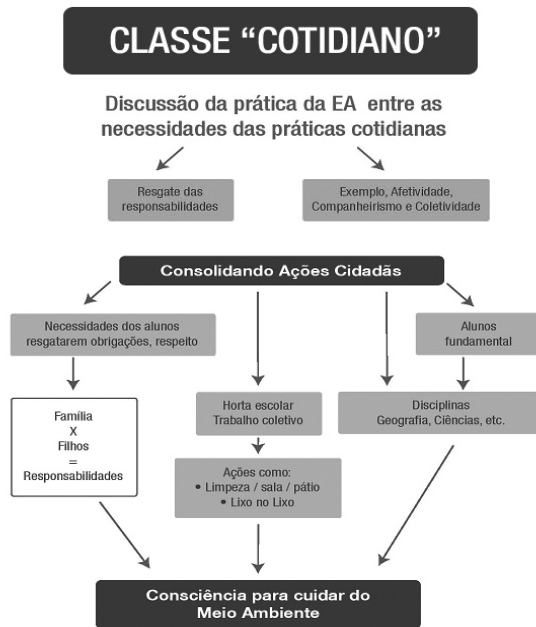 CLASSE “COTIDIANO”
Discussão da prática da EA entre as
necessidades das práticas cotidianas
Resgate das
responsabilidades
Exemplo, Afetividade,
Companheirismo e Coletividade
Consolidando Ações Cidadãs
Necessidades dos alunos
resgatarem obrigações, respeito
Alunos
fundamental
Família
X
Filhos
=
Responsabilidades
Horta escolar
Trabalho coletivo
Disciplinas
Geografia, Ciências, etc.
Ações como:
• Limpeza / sala / pátio
• Lixo no Lixo
Consciência para cuidar do
Meio Ambiente